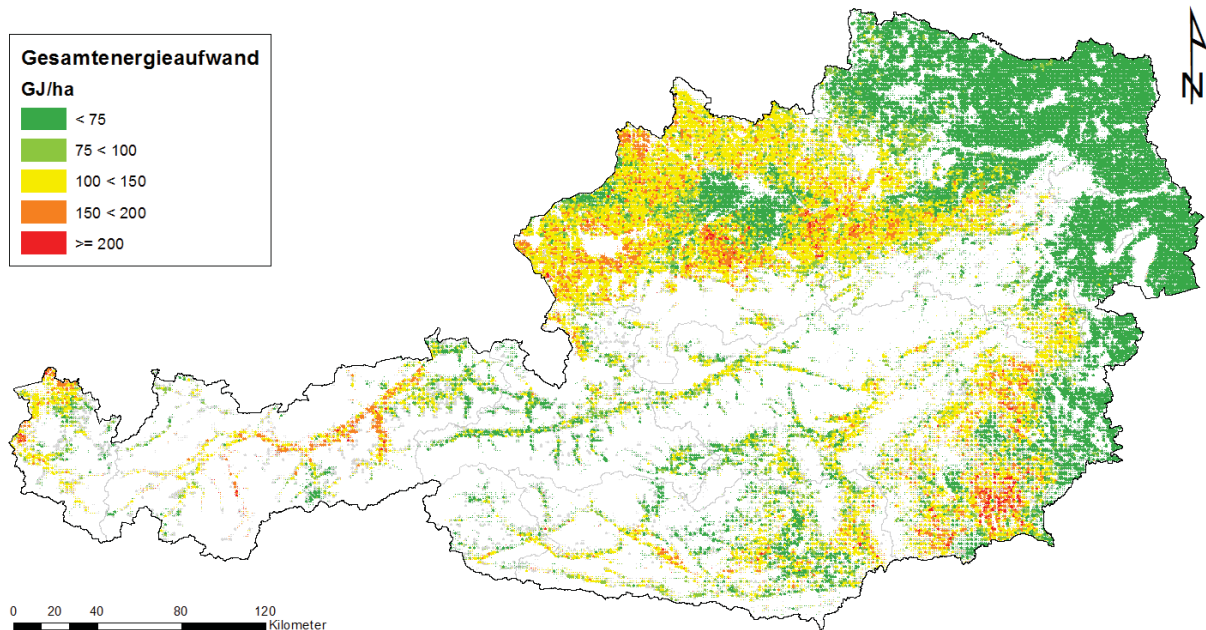 Gesamtenergieaufwand
GJ/ha
< 75
75 < 100
100 < 150
150 < 200
>= 200
N
0 20 40 80 120
Kilometer